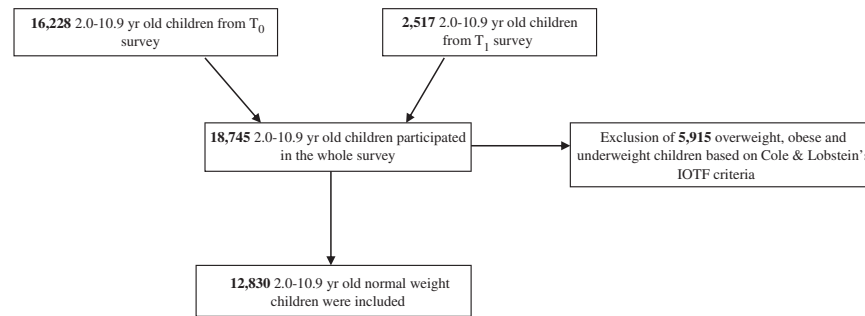 16,228 2.0-10.9 yr old children from T0
survey
2,517 2.0-10.9 yr old children
from T1 survey
18,745 2.0-10.9 yr old children participated
in the whole survey
Exclusion of 5,915 overweight, obese and
underweight children based on Cole & Lobstein's
IOTF criteria
12,830 2.0-10.9 yr old normal weight
children were included